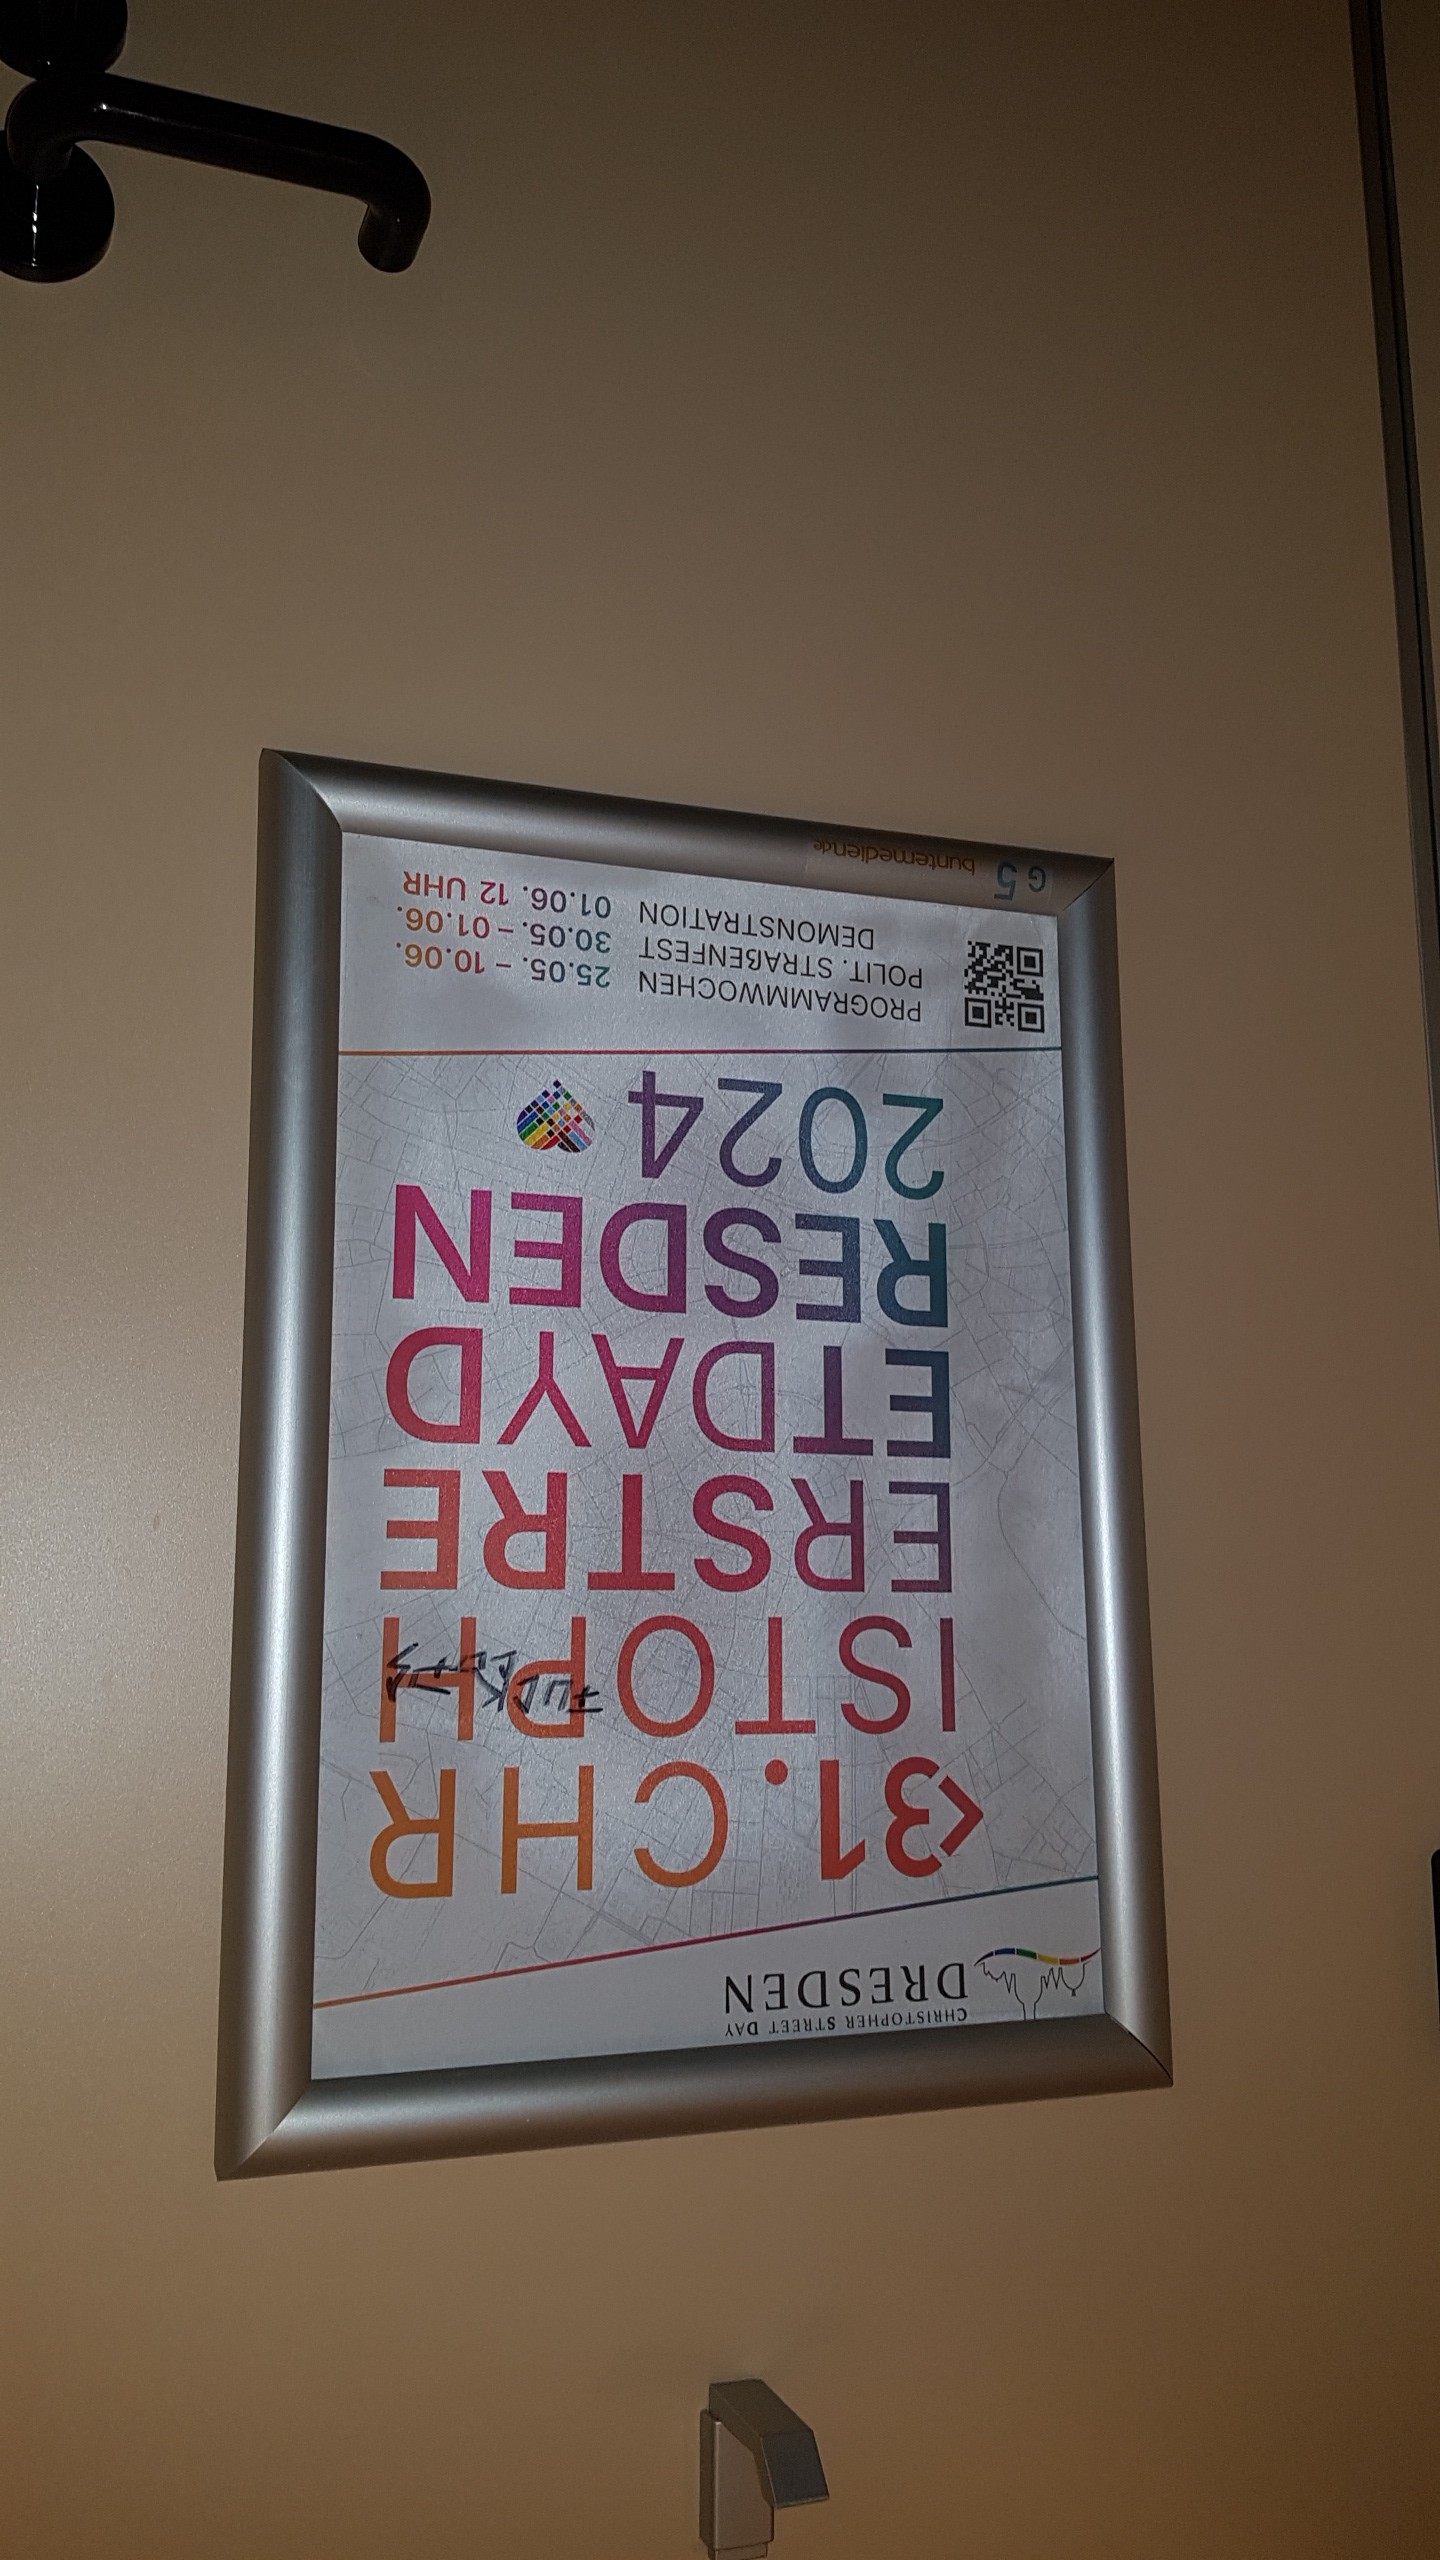 CHRISTOPHER STREET DAY
DRESDEN
<31. CHR
ISTOPH
ERSTRE
ETDAYD
RESDEN
2024
PROGRAMMWOCHEN 25.05. – 10.06.
POLIT. STRAẞENFEST 30.05. – 01.06.
DEMONSTRATION 01.06. 12 UHR
G 5 buntemedien.de